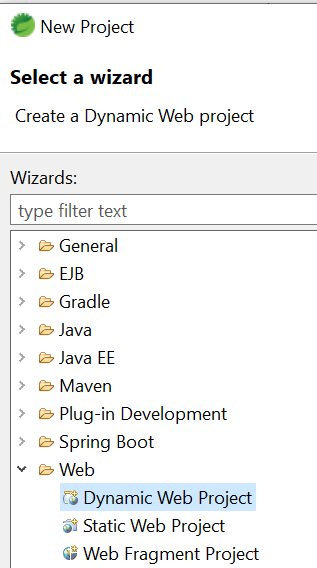 New Project
Select a wizard
Create a Dynamic Web project
Wizards:
type filter text
General
EJB
Gradle
Java
Java EE
Maven
Plug-in Development
Spring Boot
Web
Dynamic Web Project
Static Web Project
Web Fragment Project